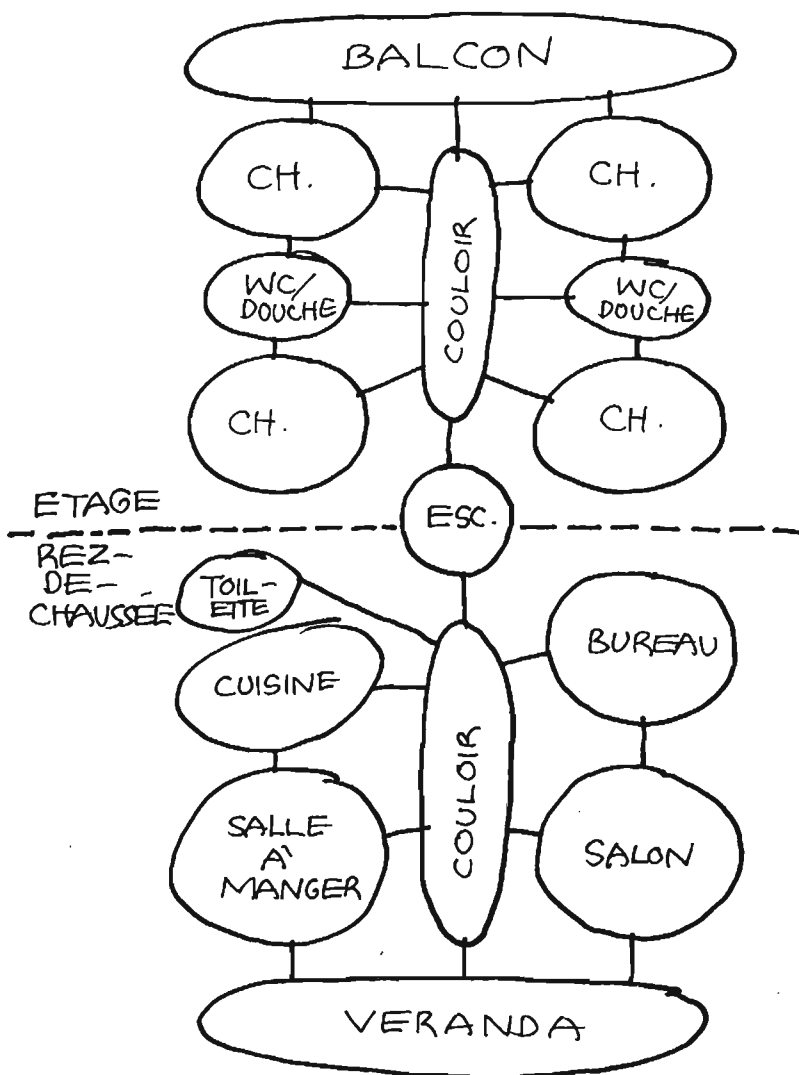 BALCON
CH.
CH.
COULOIR
WC/
DOUCHE
WC/
DOUCHE
CH.
CH.
ETAGE
ESC.
REZ-
DE-
CHAUSSÉE
TOIL-
ETTE
BUREAU
CUISINE
COULOIR
SALLE
À
MANGER
SALON
VERANDA